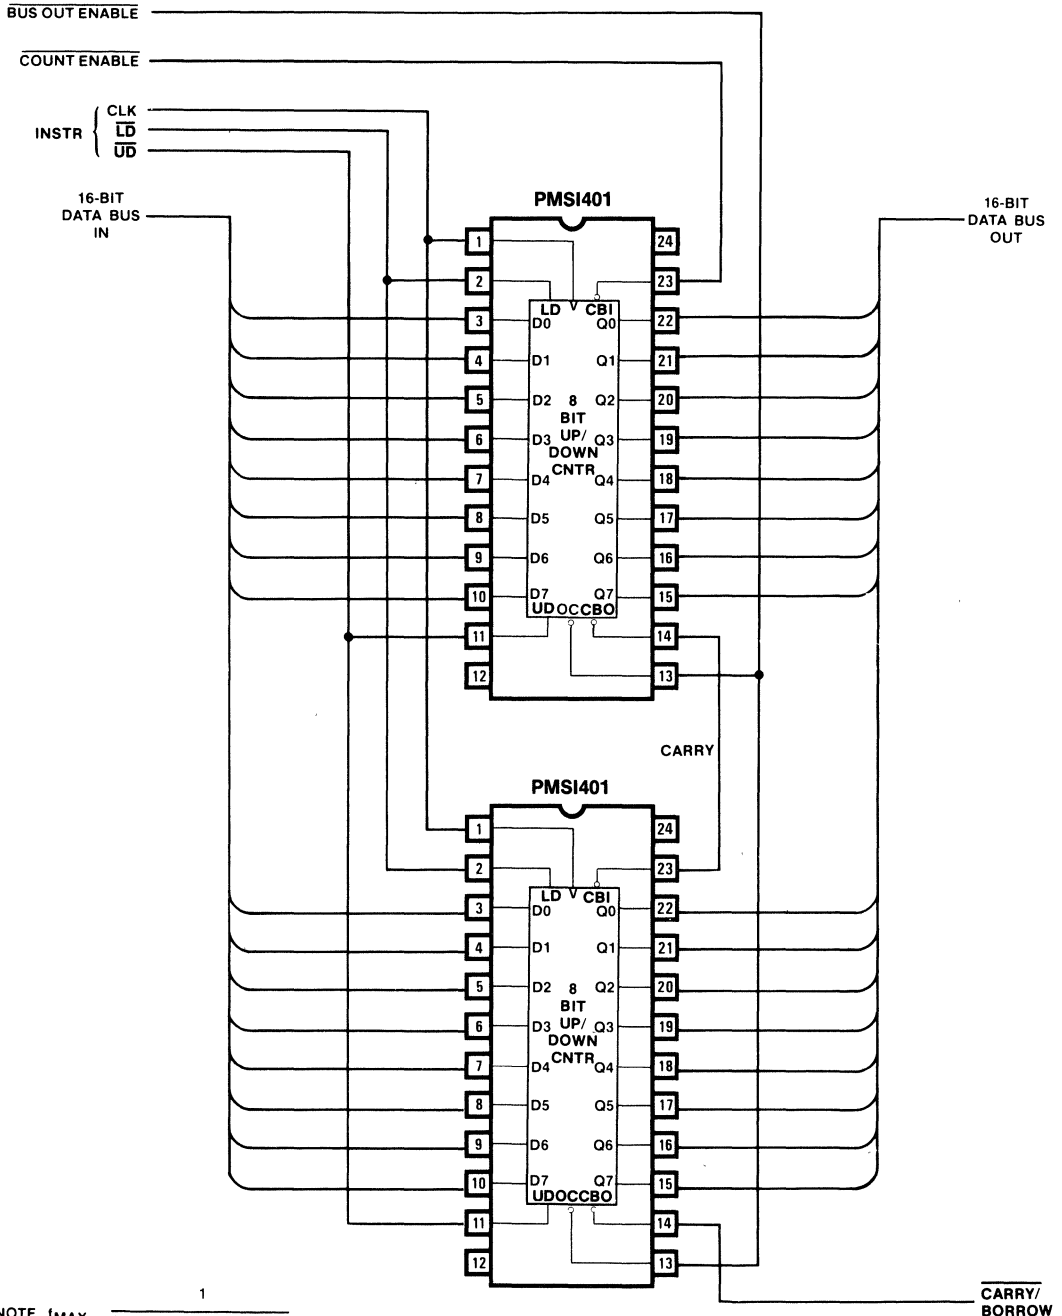 BUS OUT ENABLE
COUNT ENABLE
INSTR { CLK
LD
UD
16-BIT
DATA BUS
IN
16-BIT
DATA BUS
OUT
PMSI401
1
2
3
4
5
6
7
8
9
10
11
12
24
23
22
21
20
19
18
17
16
15
14
13
LD V CBI
D0 Q0
D1 Q1
D2 8 Q2
BIT
D3 UP/ Q3
DOWN
CNTR
D4 Q4
D5 Q5
D6 Q6
D7 Q7
UD OC CBO
CARRY
PMSI401
1
2
3
4
5
6
7
8
9
10
11
12
24
23
22
21
20
19
18
17
16
15
14
13
LD V CBI
D0 Q0
D1 Q1
D2 8 Q2
BIT
D3 UP/ Q3
DOWN
CNTR
D4 Q4
D5 Q5
D6 Q6
D7 Q7
UD OC CBO
CARRY/
BORROW
1
NOTE fMAX